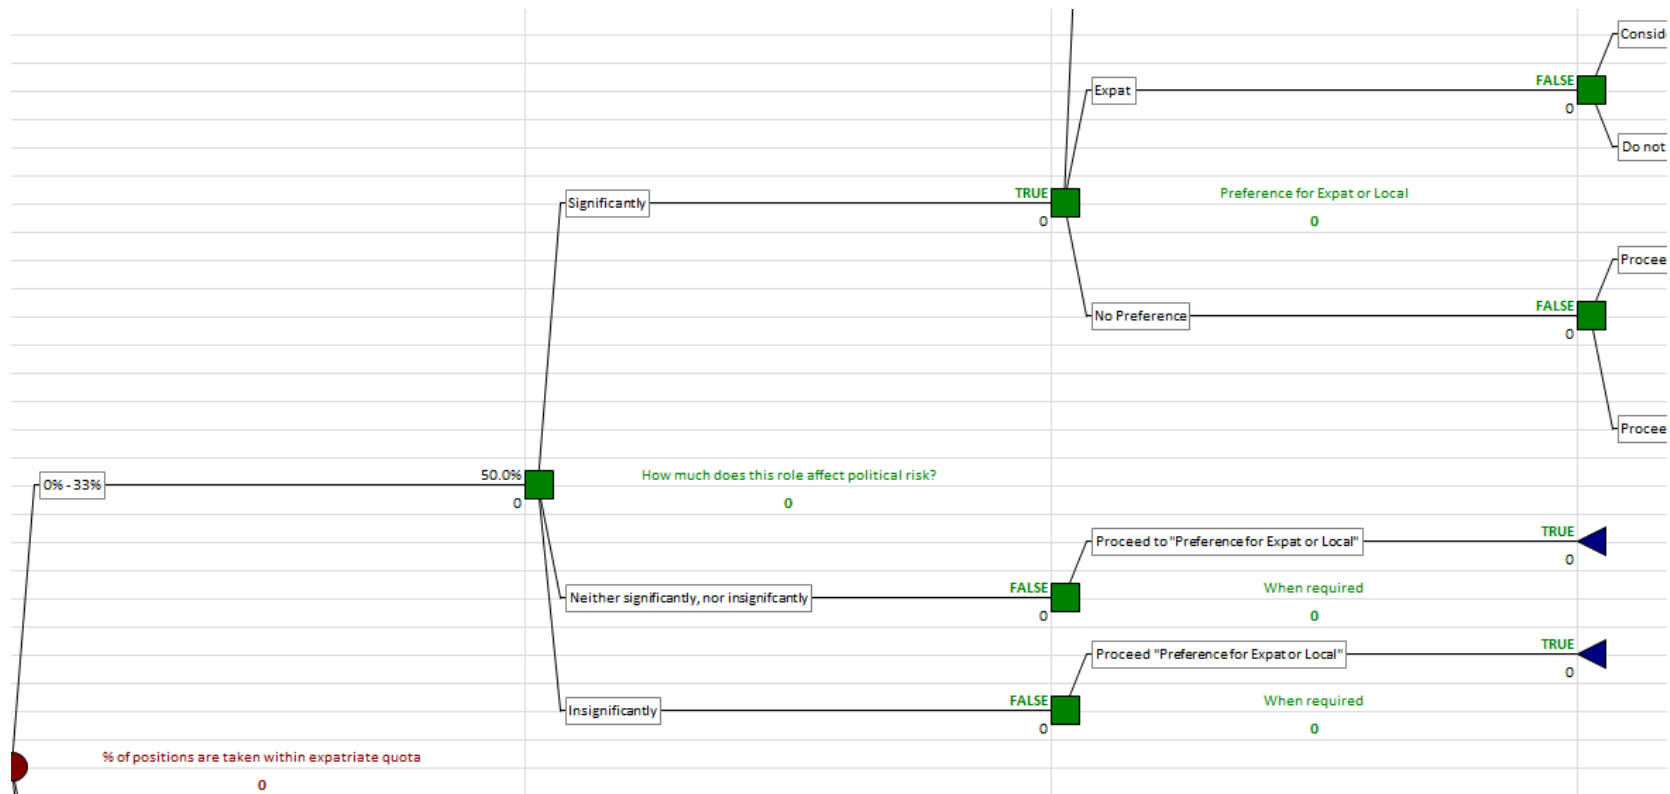 Consid
FALSE
Expat
0
Do not
TRUE
Significantly
Preference for Expat or Local
0
0
Procee
FALSE
No Preference
0
Procee
50.0%
How much does this role affect political risk?
0% - 33%
0
0
TRUE
Proceed to "Preference for Expat or Local"
0
FALSE
When required
Neither significantly, nor insignifcantly
0
0
TRUE
Proceed "Preference for Expat or Local"
0
FALSE
When required
Insignificantly
0
0
% of positions are taken within expatriate quota
0